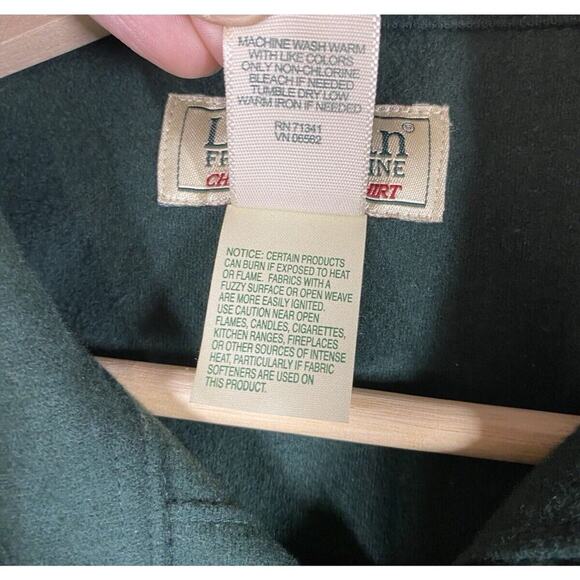 MACHINE WASH WARM
WITH LIKE COLORS
ONLY NON-CHLORINE
BLEACH IF NEEDED
TUMBLE DRY LOW
WARM IRON IF NEEDED
RN 71341
VN 06562
NOTICE: CERTAIN PRODUCTS
CAN BURN IF EXPOSED TO HEAT
OR FLAME. FABRICS WITH A
FUZZY SURFACE OR OPEN WEAVE
ARE MORE EASILY IGNITED.
USE CAUTION NEAR OPEN
FLAMES, CANDLES, CIGARETTES,
KITCHEN RANGES, FIREPLACES
OR OTHER SOURCES OF INTENSE
HEAT, PARTICULARLY IF FABRIC
SOFTENERS ARE USED ON
THIS PRODUCT.